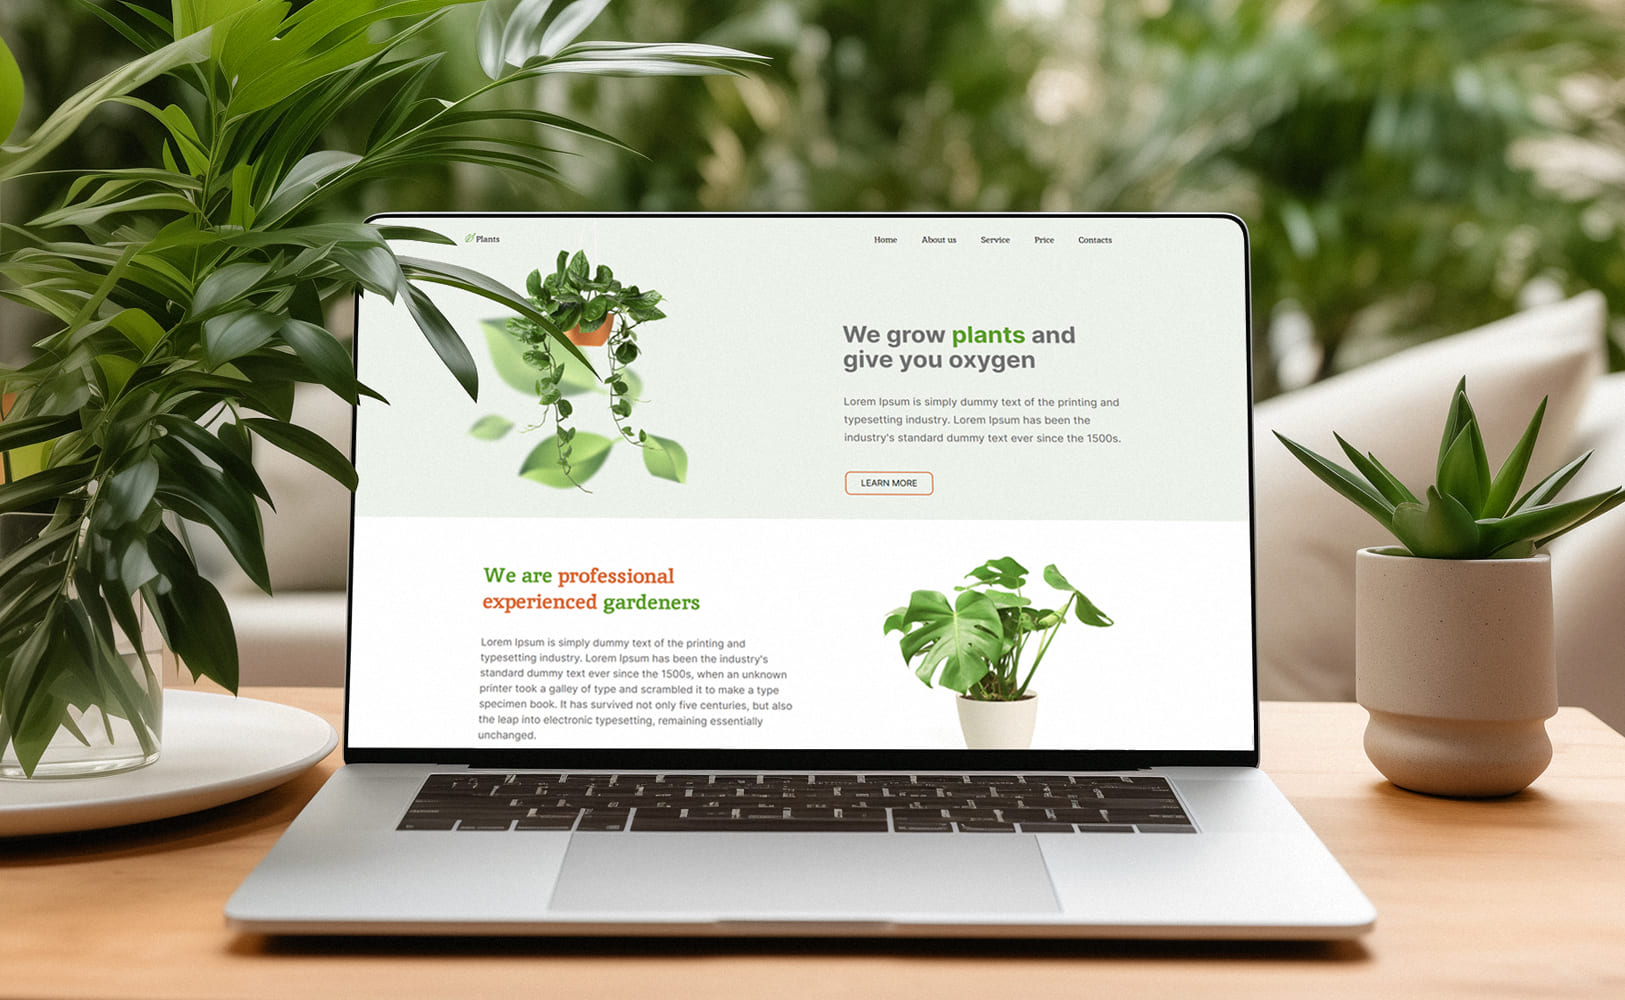 Plants
Home About us Service Price Contacts
We grow plants and
give you oxygen
Lorem Ipsum is simply dummy text of the printing and
typesetting industry. Lorem Ipsum has been the
industry's standard dummy text ever since the 1500s.
LEARN MORE
We are professional
experienced gardeners
Lorem Ipsum is simply dummy text of the printing and
typesetting industry. Lorem Ipsum has been the industry's
standard dummy text ever since the 1500s, when an unknown
printer took a galley of type and scrambled it to make a type
specimen book. It has survived not only five centuries, but also
the leap into electronic typesetting, remaining essentially
unchanged.